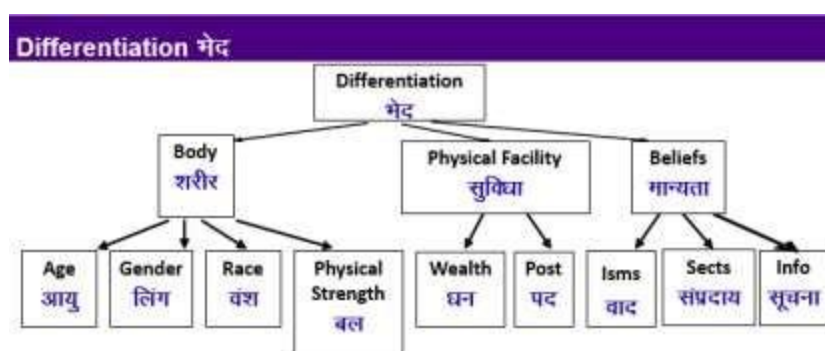 Differentiation भेद
Differentiation
भेद
Body
शरीर
Physical Facility
सुविधा
Beliefs
मान्यता
Age
आयु
Gender
लिंग
Race
वंश
Physical
Strength
बल
Wealth
धन
Post
पद
Isms
वाद
Sects
संप्रदाय
Info
सूचना